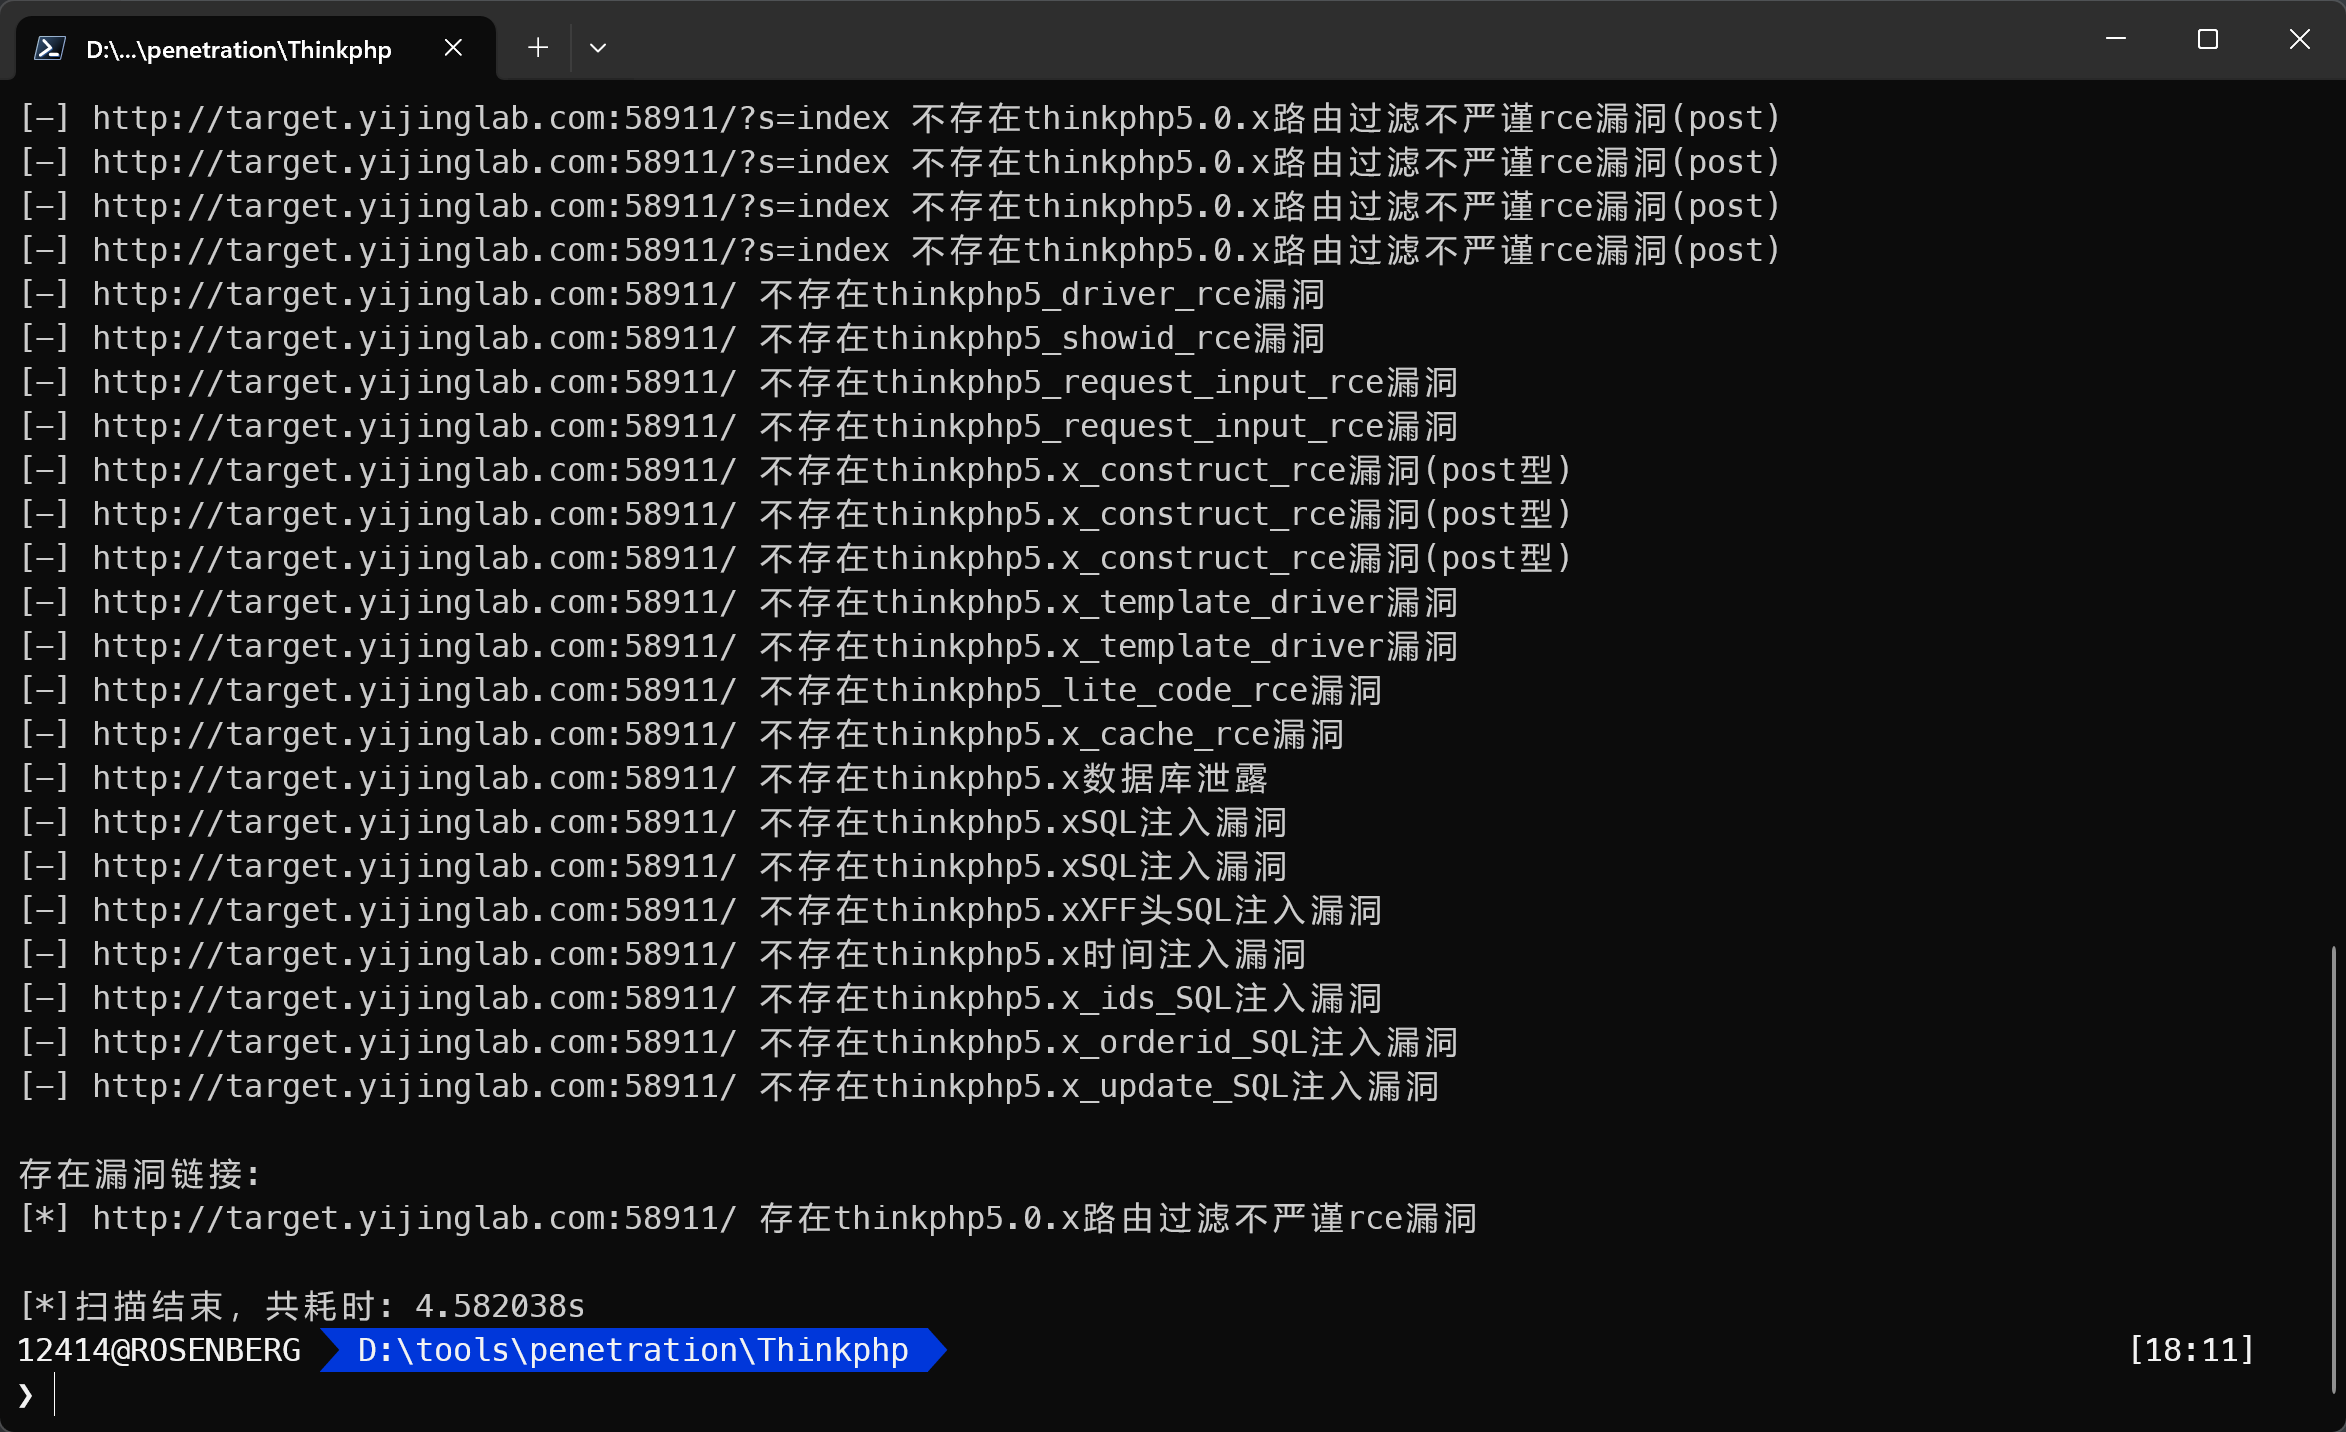 D:\...\penetration\Thinkphp
[-] http://target.yijinglab.com:58911/?s=index 不存在thinkphp5.0.x路由过滤不严谨rce漏洞(post)
[-] http://target.yijinglab.com:58911/?s=index 不存在thinkphp5.0.x路由过滤不严谨rce漏洞(post)
[-] http://target.yijinglab.com:58911/?s=index 不存在thinkphp5.0.x路由过滤不严谨rce漏洞(post)
[-] http://target.yijinglab.com:58911/?s=index 不存在thinkphp5.0.x路由过滤不严谨rce漏洞(post)
[-] http://target.yijinglab.com:58911/ 不存在thinkphp5_driver_rce漏洞
[-] http://target.yijinglab.com:58911/ 不存在thinkphp5_showid_rce漏洞
[-] http://target.yijinglab.com:58911/ 不存在thinkphp5_request_input_rce漏洞
[-] http://target.yijinglab.com:58911/ 不存在thinkphp5_request_input_rce漏洞
[-] http://target.yijinglab.com:58911/ 不存在thinkphp5.x_construct_rce漏洞(post型)
[-] http://target.yijinglab.com:58911/ 不存在thinkphp5.x_construct_rce漏洞(post型)
[-] http://target.yijinglab.com:58911/ 不存在thinkphp5.x_construct_rce漏洞(post型)
[-] http://target.yijinglab.com:58911/ 不存在thinkphp5.x_template_driver漏洞
[-] http://target.yijinglab.com:58911/ 不存在thinkphp5.x_template_driver漏洞
[-] http://target.yijinglab.com:58911/ 不存在thinkphp5_lite_code_rce漏洞
[-] http://target.yijinglab.com:58911/ 不存在thinkphp5.x_cache_rce漏洞
[-] http://target.yijinglab.com:58911/ 不存在thinkphp5.x数据库泄露
[-] http://target.yijinglab.com:58911/ 不存在thinkphp5.xSQL注入漏洞
[-] http://target.yijinglab.com:58911/ 不存在thinkphp5.xSQL注入漏洞
[-] http://target.yijinglab.com:58911/ 不存在thinkphp5.xXFF头SQL注入漏洞
[-] http://target.yijinglab.com:58911/ 不存在thinkphp5.x时间注入漏洞
[-] http://target.yijinglab.com:58911/ 不存在thinkphp5.x_ids_SQL注入漏洞
[-] http://target.yijinglab.com:58911/ 不存在thinkphp5.x_orderid_SQL注入漏洞
[-] http://target.yijinglab.com:58911/ 不存在thinkphp5.x_update_SQL注入漏洞
存在漏洞链接:
[*] http://target.yijinglab.com:58911/ 存在thinkphp5.0.x路由过滤不严谨rce漏洞
[*]扫描结束, 共耗时: 4.582038s
12414@ROSENBERG D:\tools\penetration\Thinkphp [18:11]
❯